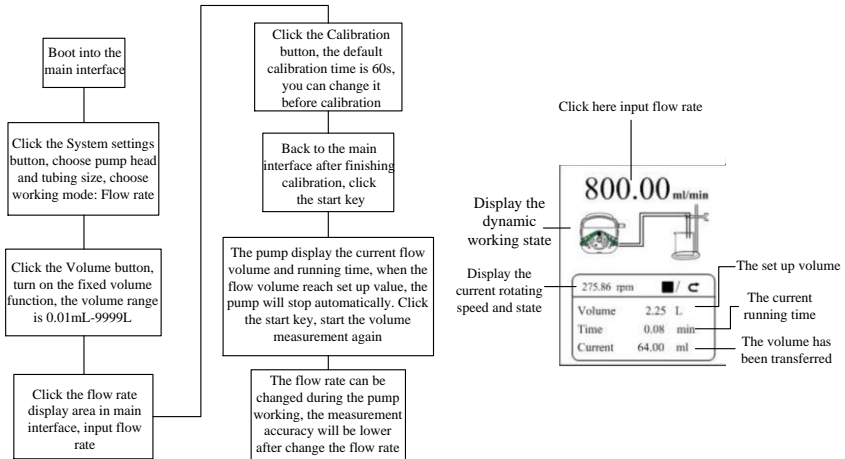 Boot into the
main interface
Click the System settings
button, choose pump head
and tubing size, choose
working mode: Flow rate
Click the Volume button,
turn on the fixed volume
function, the volume range
is 0.01mL-9999L
Click the flow rate
display area in main
interface, input flow
rate
Click the Calibration
button, the default
calibration time is 60s,
you can change it
before calibration
Back to the main
interface after finishing
calibration, click
the start key
The pump display the current flow
volume and running time, when the
flow volume reach set up value, the
pump will stop automatically. Click
the start key, start the volume
measurement again
The flow rate can be
changed during the pump
working, the measurement
accuracy will be lower
after change the flow rate
Click here input flow rate
800.00 ml/min
Display the
dynamic
working state
Display the
current rotating
speed and state
275.86 rpm
/
Volume 2.25 L
Time 0.08 min
Current 64.00 ml
The set up volume
The current
running time
The volume has
been transferred